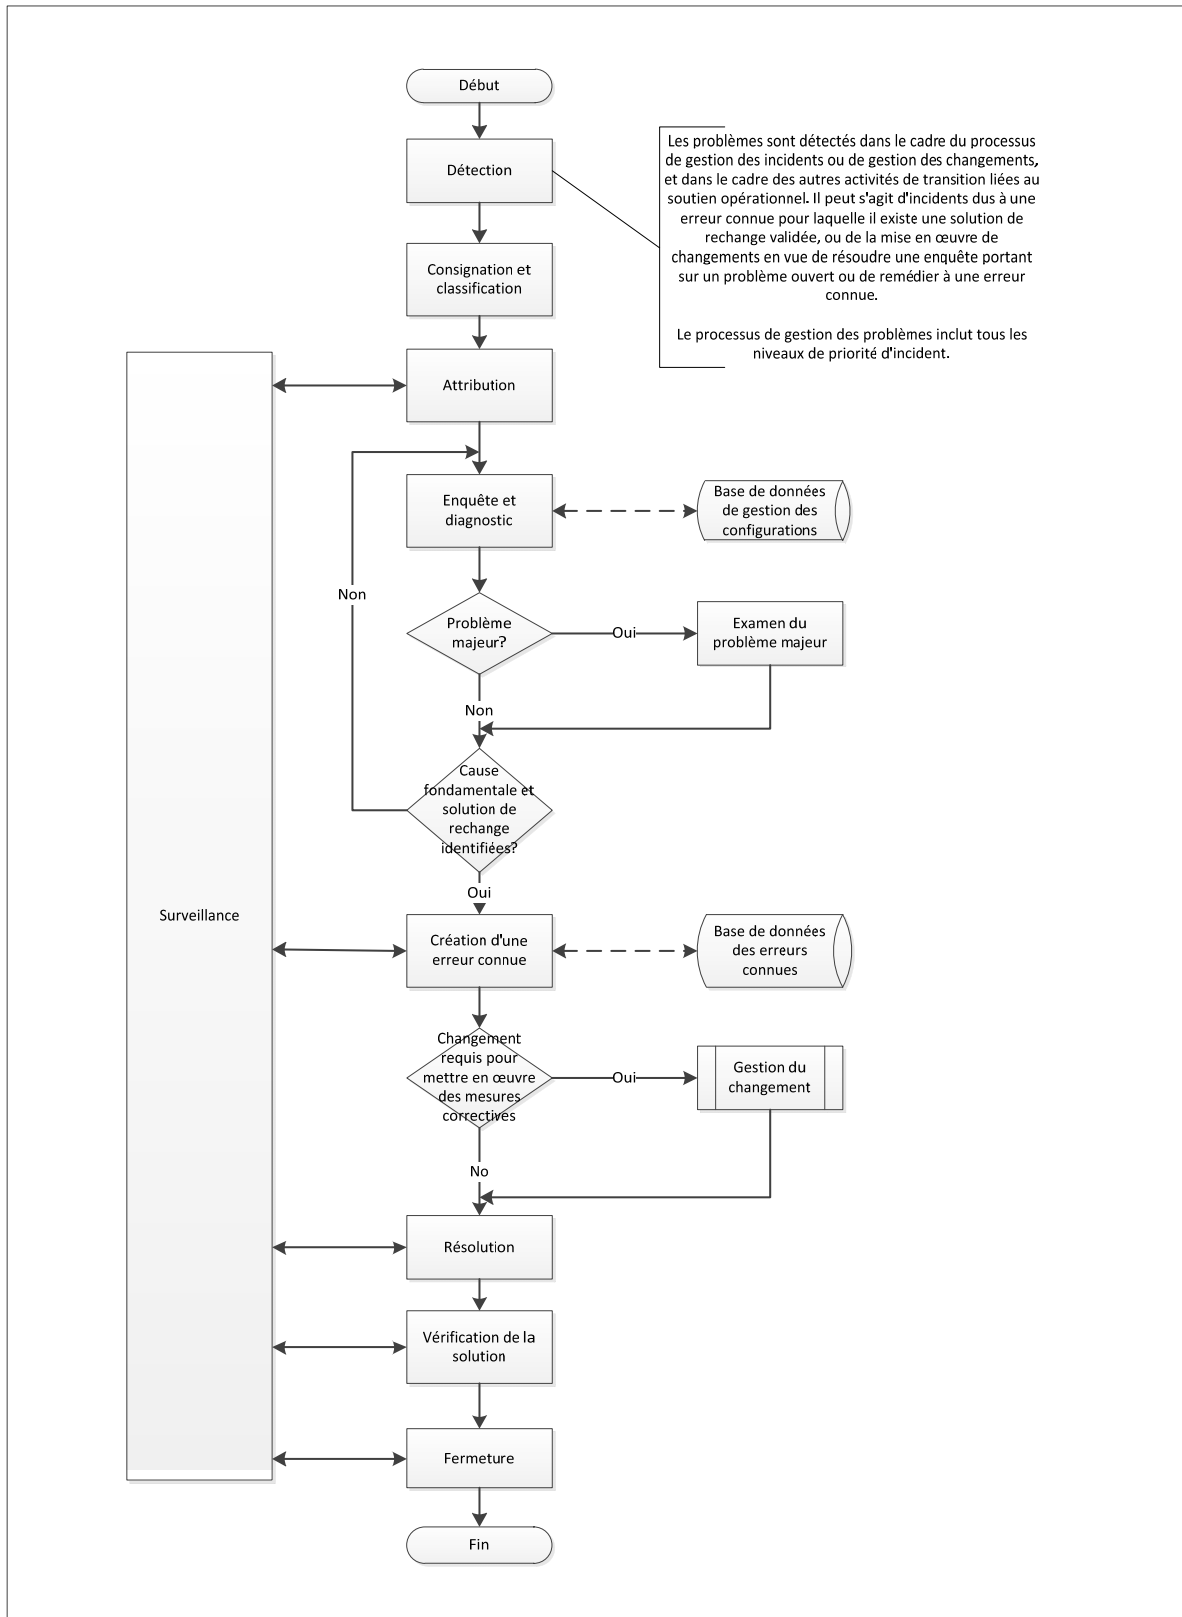 Début
Détection
Les problèmes sont détectés dans le cadre du processus
de gestion des incidents ou de gestion des changements,
et dans le cadre des autres activités de transition liées au
soutien opérationnel. Il peut s'agit d'incidents dus à une
erreur connue pour laquelle il existe une solution de
rechange validée, ou de la mise en œuvre de
changements en vue de résoudre une enquête portant
sur un problème ouvert ou de remédier à une erreur
connue.
Le processus de gestion des problèmes inclut tous les
niveaux de priorité d'incident.
Consignation et
classification
Attribution
Enquête et
diagnostic
Base de données
de gestion des
configurations
Non
Problème
majeur?
Oui
Examen du
problème majeur
Non
Cause
fondamentale et
solution de
rechange
identifiées?
Oui
Surveillance
Création d'une
erreur connue
Base de données
des erreurs
connues
Changement
requis pour
mettre en œuvre
des mesures
correctives
Oui
Gestion du
changement
No
Résolution
Vérification de la
solution
Fermeture
Fin